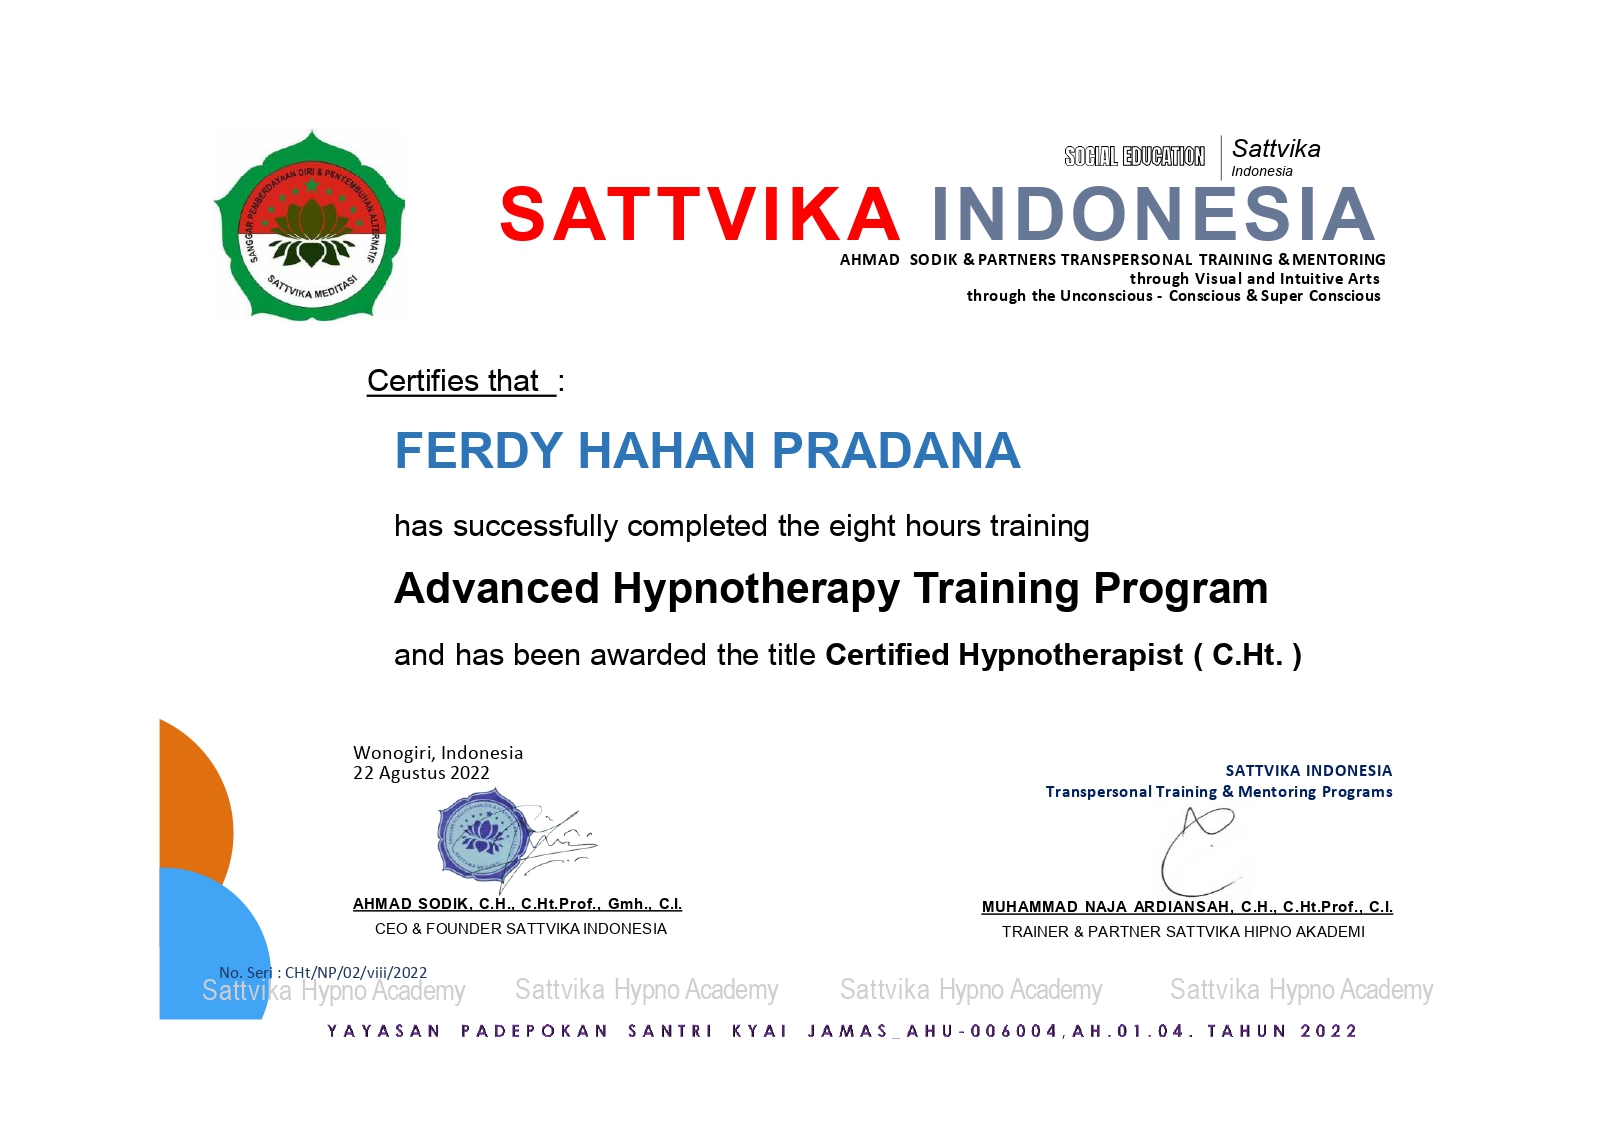 SANGGAR PEMBERDAYAAN DIRI & PENYEMBUHAN ALTERNATIF
SATTVIKA MEDITASI
SOCIAL EDUCATION
Sattvika
Indonesia
SATTVIKA INDONESIA
AHMAD SODIK & PARTNERS TRANSPERSONAL TRAINING & MENTORING
through Visual and Intuitive Arts
through the Unconscious - Conscious & Super Conscious
Certifies that :
FERDY HAHAN PRADANA
has successfully completed the eight hours training
Advanced Hypnotherapy Training Program
and has been awarded the title Certified Hypnotherapist ( C.Ht. )
Wonogiri, Indonesia
22 Agustus 2022
SATTVIKA INDONESIA
Transpersonal Training & Mentoring Programs
AHMAD SODIK, C.H., C.Ht.Prof., Gmh., C.I.
CEO & FOUNDER SATTVIKA INDONESIA
MUHAMMAD NAJA ARDIANSAH, C.H., C.Ht.Prof., C.I.
TRAINER & PARTNER SATTVIKA HIPNO AKADEMI
No. Seri : CHt/NP/02/viii/2022
Sattvika Hypno Academy Sattvika Hypno Academy Sattvika Hypno Academy Sattvika Hypno Academy
YAYASAN PADEPOKAN SANTRI KYAI JAMAS_AHU-006004,AH.01.04. TAHUN 2022